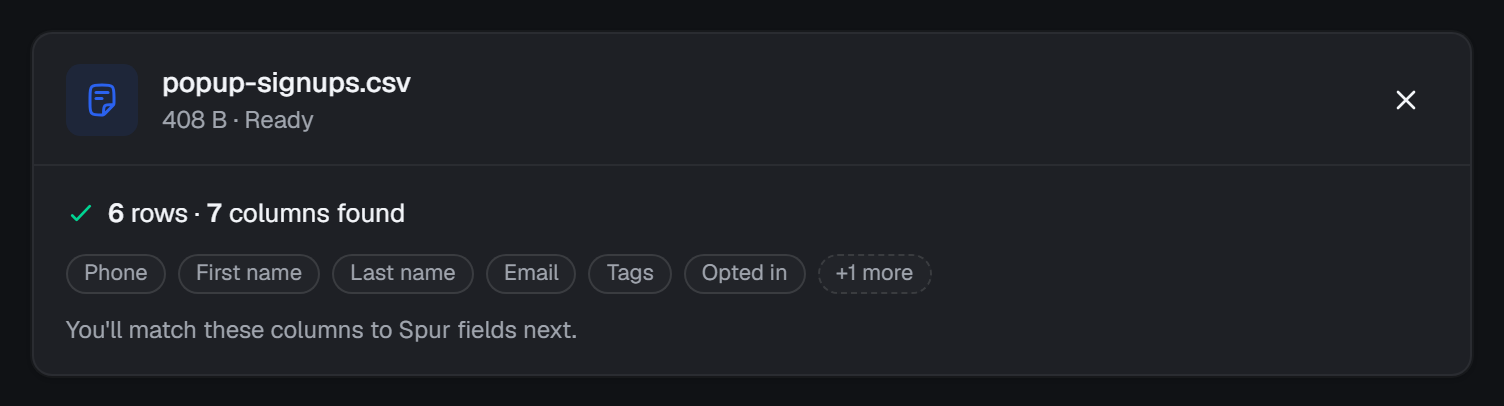 popup-signups.csv
408 B · Ready
6 rows · 7 columns found
Phone First name Last name Email Tags Opted in +1 more
You'll match these columns to Spur fields next.